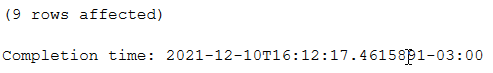 (9 rows affected)
Completion time: 2021-12-10T16:12:17.4615891-03:00